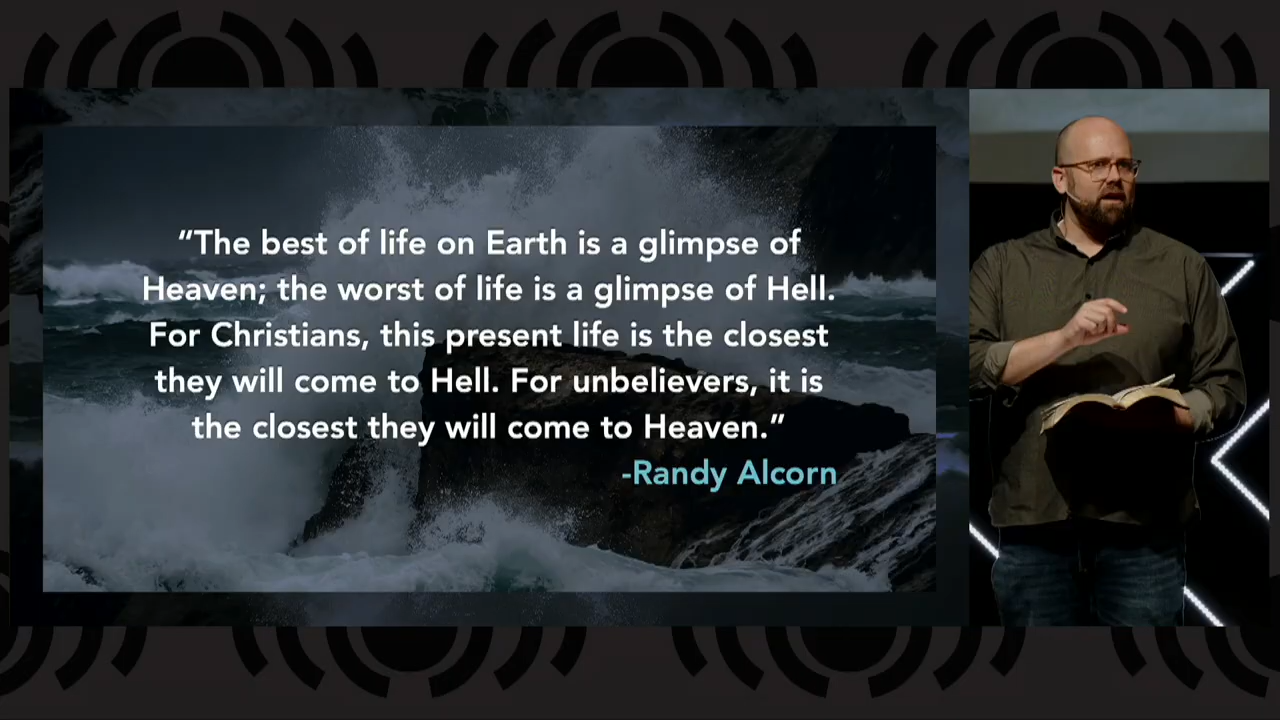 “The best of life on Earth is a glimpse of
Heaven; the worst of life is a glimpse of Hell.
For Christians, this present life is the closest
they will come to Hell. For unbelievers, it is
the closest they will come to Heaven.”
-Randy Alcorn